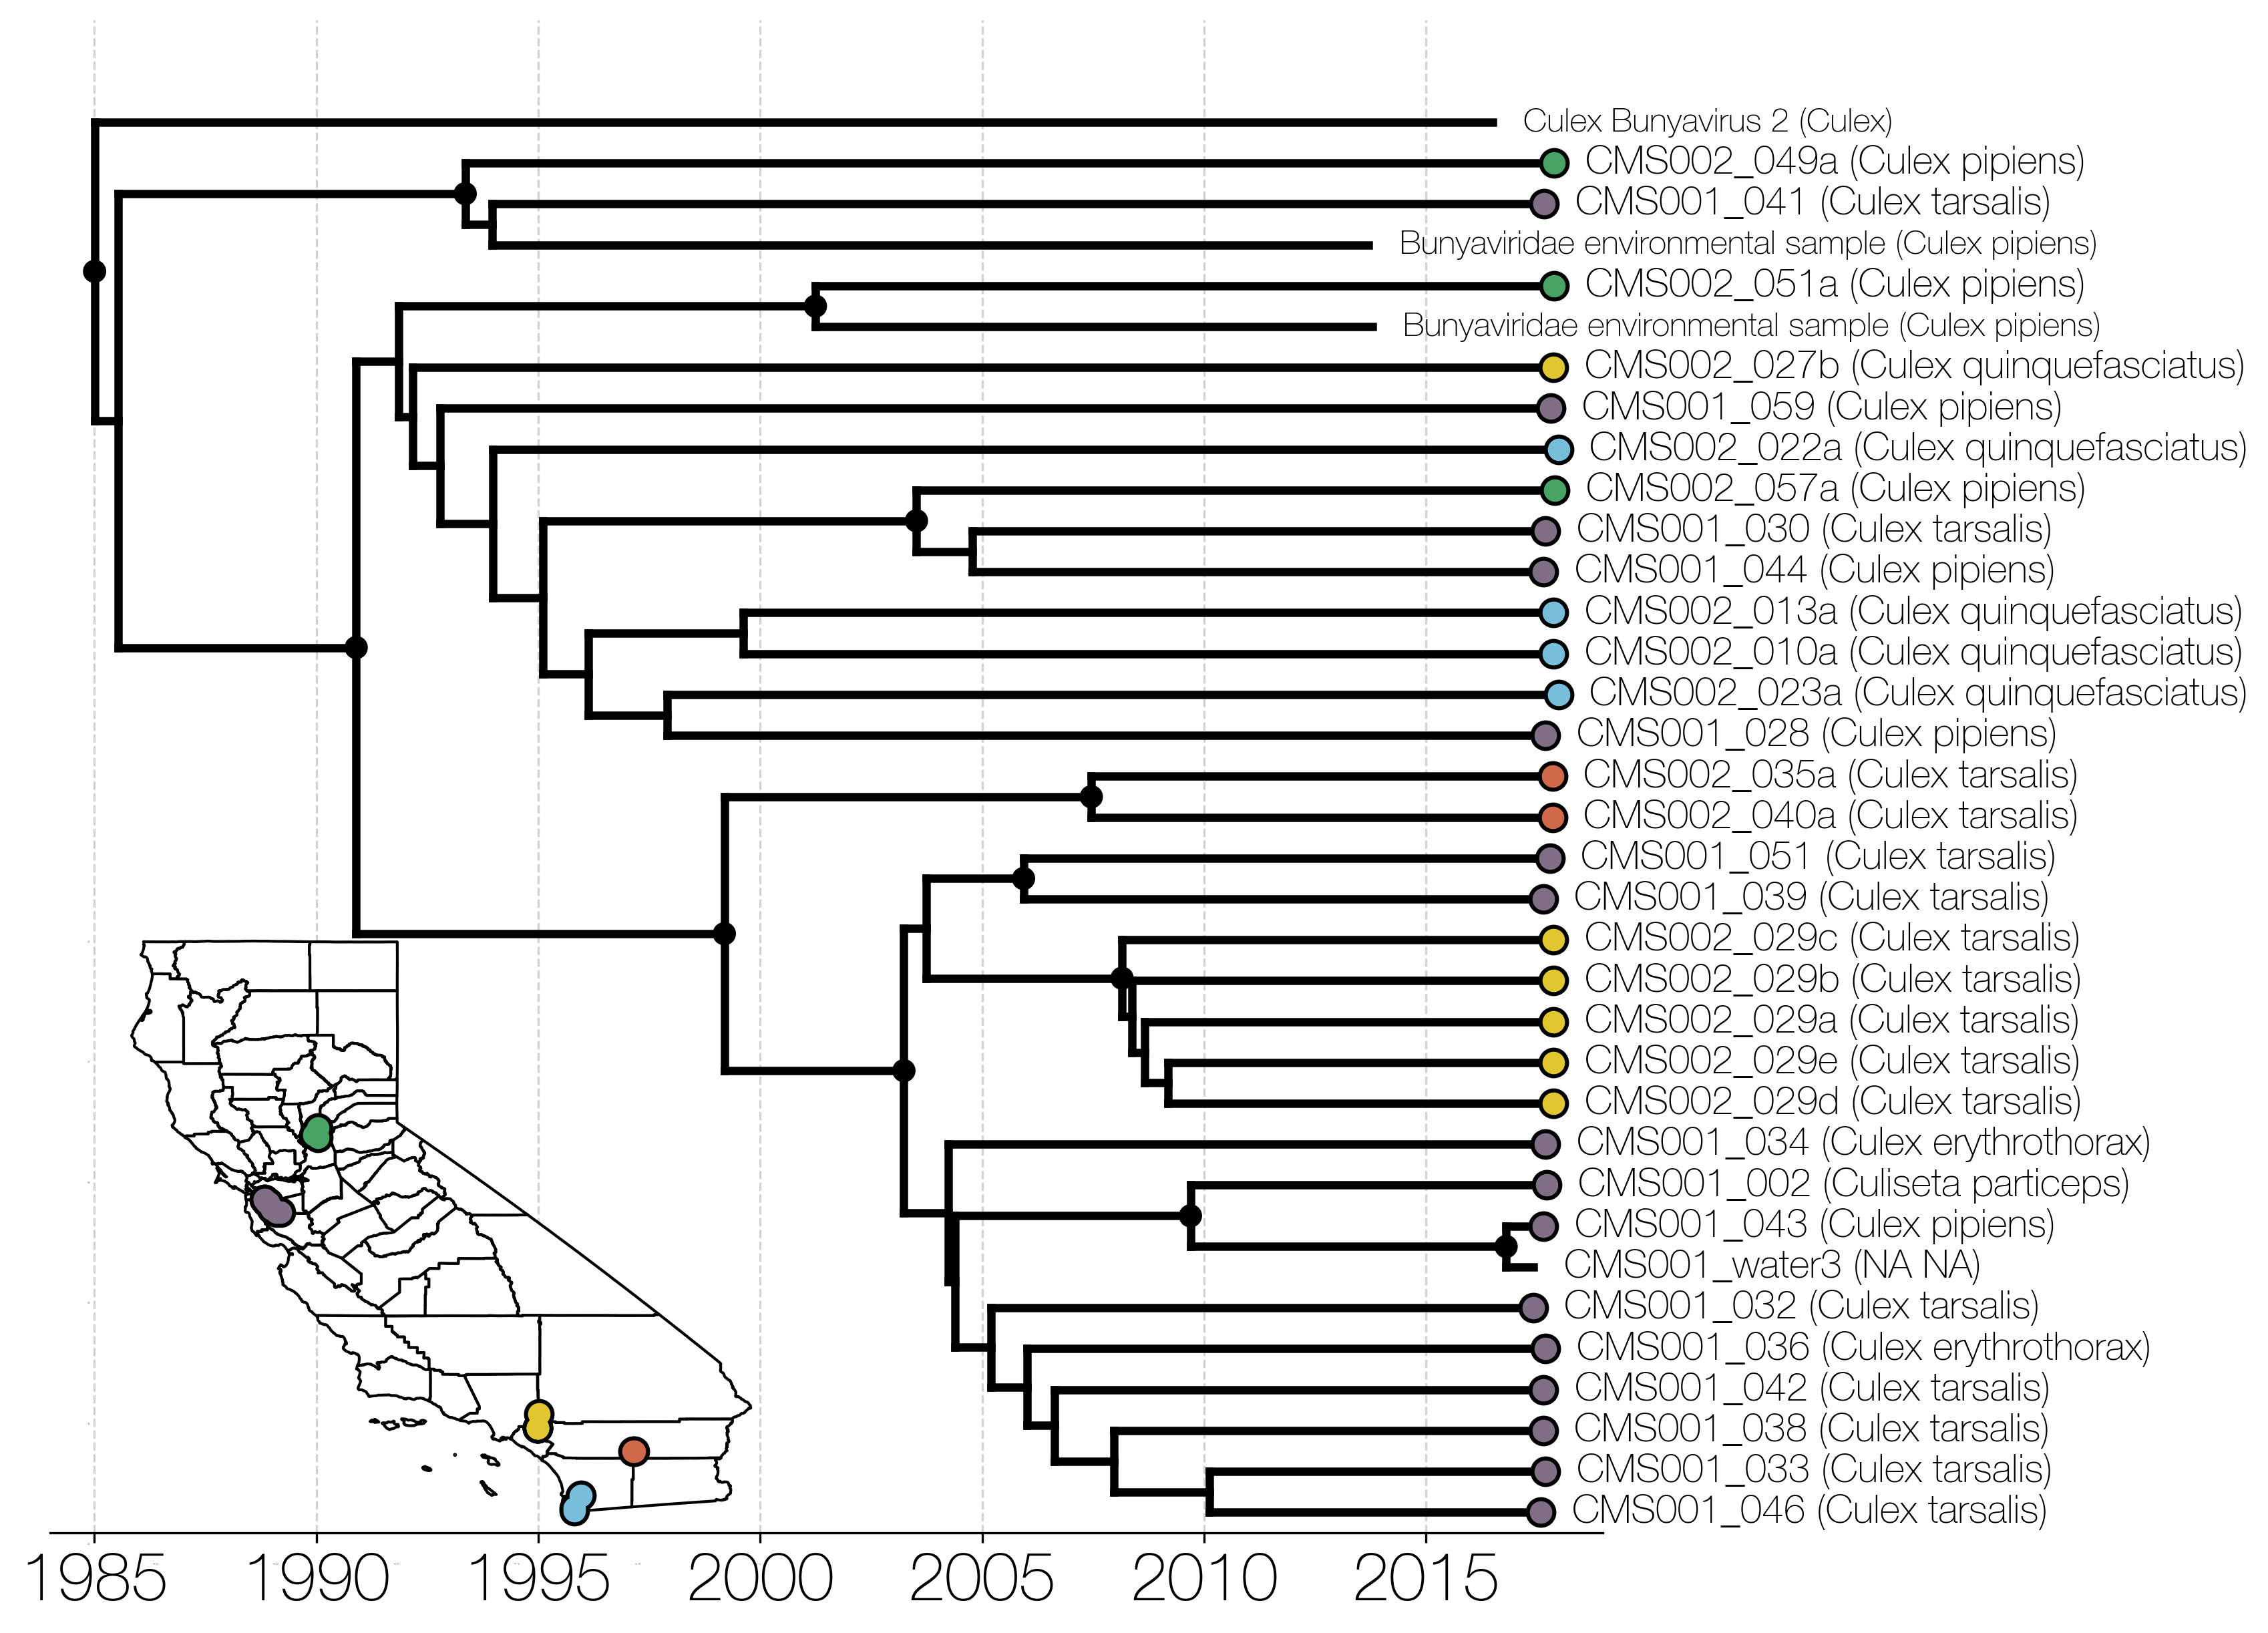 Culex Bunyavirus 2 (Culex)
CMS002_049a (Culex pipiens)
CMS001_041 (Culex tarsalis)
Bunyaviridae environmental sample (Culex pipiens)
CMS002_051a (Culex pipiens)
Bunyaviridae environmental sample (Culex pipiens)
CMS002_027b (Culex quinquefasciatus)
CMS001_059 (Culex pipiens)
CMS002_022a (Culex quinquefasciatus)
CMS002_057a (Culex pipiens)
CMS001_030 (Culex tarsalis)
CMS001_044 (Culex pipiens)
CMS002_013a (Culex quinquefasciatus)
CMS002_010a (Culex quinquefasciatus)
CMS002_023a (Culex quinquefasciatus)
CMS001_028 (Culex pipiens)
CMS002_035a (Culex tarsalis)
CMS002_040a (Culex tarsalis)
CMS001_051 (Culex tarsalis)
CMS001_039 (Culex tarsalis)
CMS002_029c (Culex tarsalis)
CMS002_029b (Culex tarsalis)
CMS002_029a (Culex tarsalis)
CMS002_029e (Culex tarsalis)
CMS002_029d (Culex tarsalis)
CMS001_034 (Culex erythrothorax)
CMS001_002 (Culiseta particeps)
CMS001_043 (Culex pipiens)
CMS001_water3 (NA NA)
CMS001_032 (Culex tarsalis)
CMS001_036 (Culex erythrothorax)
CMS001_042 (Culex tarsalis)
CMS001_038 (Culex tarsalis)
CMS001_033 (Culex tarsalis)
CMS001_046 (Culex tarsalis)
1985 1990 1995 2000 2005 2010 2015